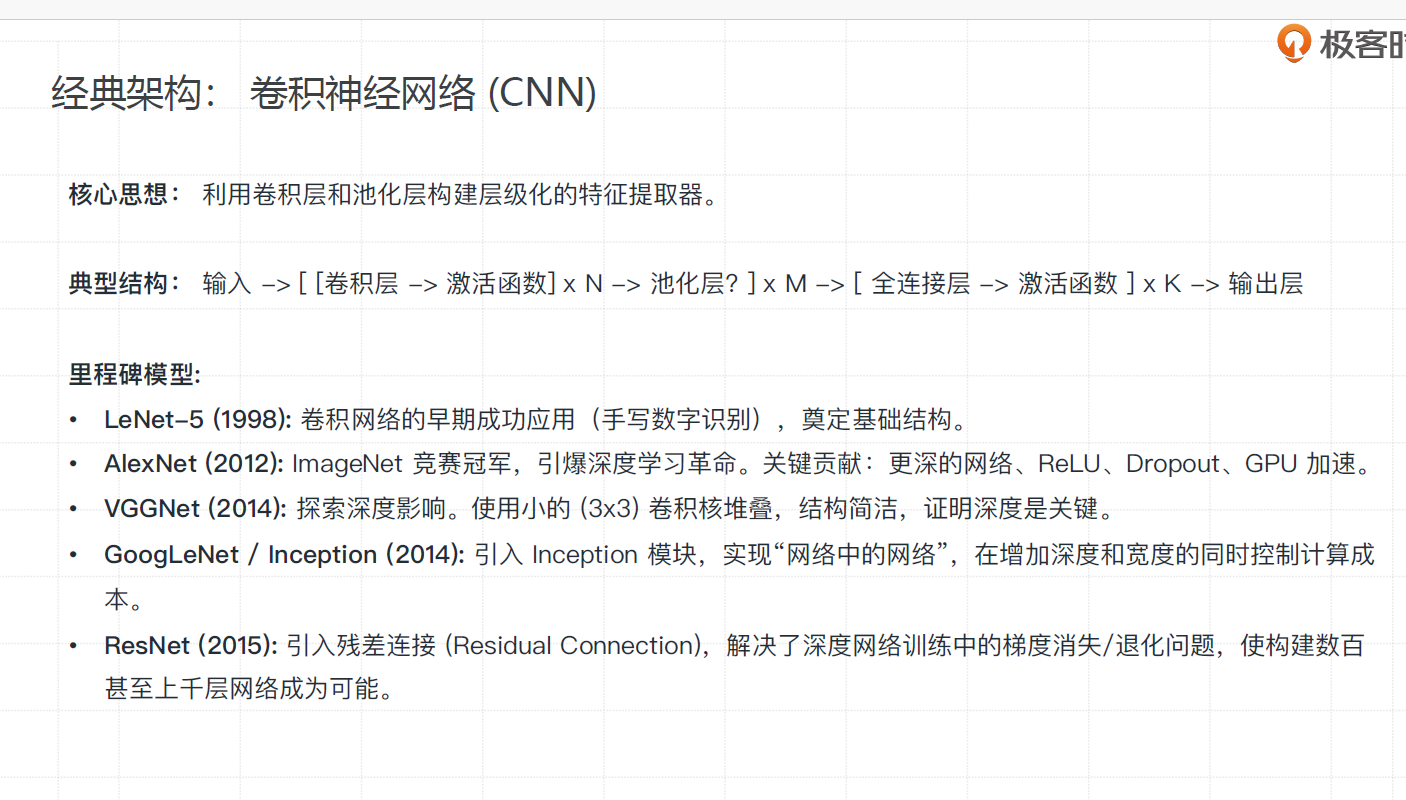 极客时
经典架构： 卷积神经网络 (CNN)
核心思想： 利用卷积层和池化层构建层级化的特征提取器。
典型结构： 输入 –> [ [卷积层 –> 激活函数] x N –> 池化层? ] x M –> [ 全连接层 –> 激活函数 ] x K –> 输出层
里程碑模型:
• LeNet–5 (1998): 卷积网络的早期成功应用（手写数字识别），奠定基础结构。
• AlexNet (2012): ImageNet 竞赛冠军，引爆深度学习革命。关键贡献：更深的网络、ReLU、Dropout、GPU 加速。
• VGGNet (2014): 探索深度影响。使用小的 (3x3) 卷积核堆叠，结构简洁，证明深度是关键。
• GoogLeNet / Inception (2014): 引入 Inception 模块，实现“网络中的网络”，在增加深度和宽度的同时控制计算成
本。
• ResNet (2015): 引入残差连接 (Residual Connection)，解决了深度网络训练中的梯度消失/退化问题，使构建数百
甚至上千层网络成为可能。